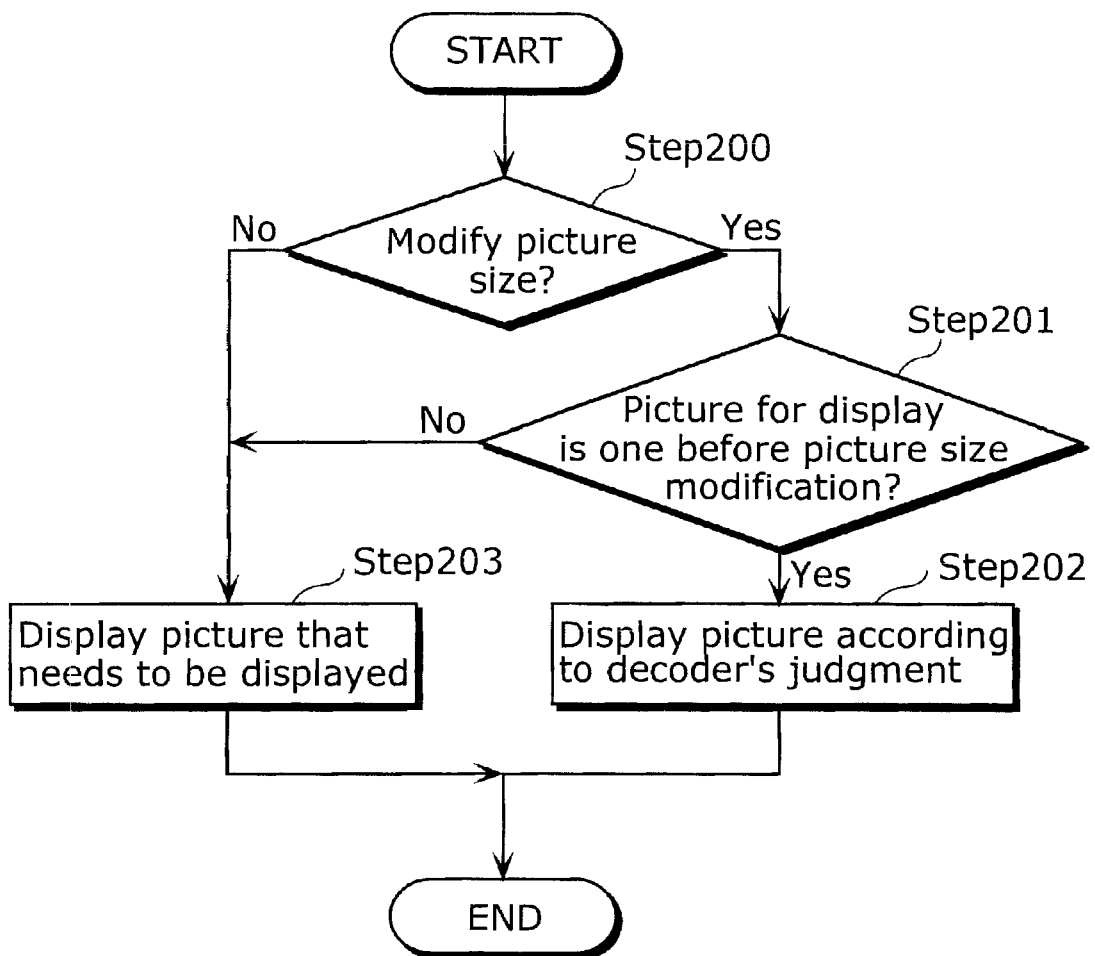 START
Step200
No
Yes
Modify picture
size?
Step201
No
Picture for display
is one before picture size
modification?
Step203
Yes
Step202
Display picture that
needs to be displayed
Display picture according
to decoder's judgment
END